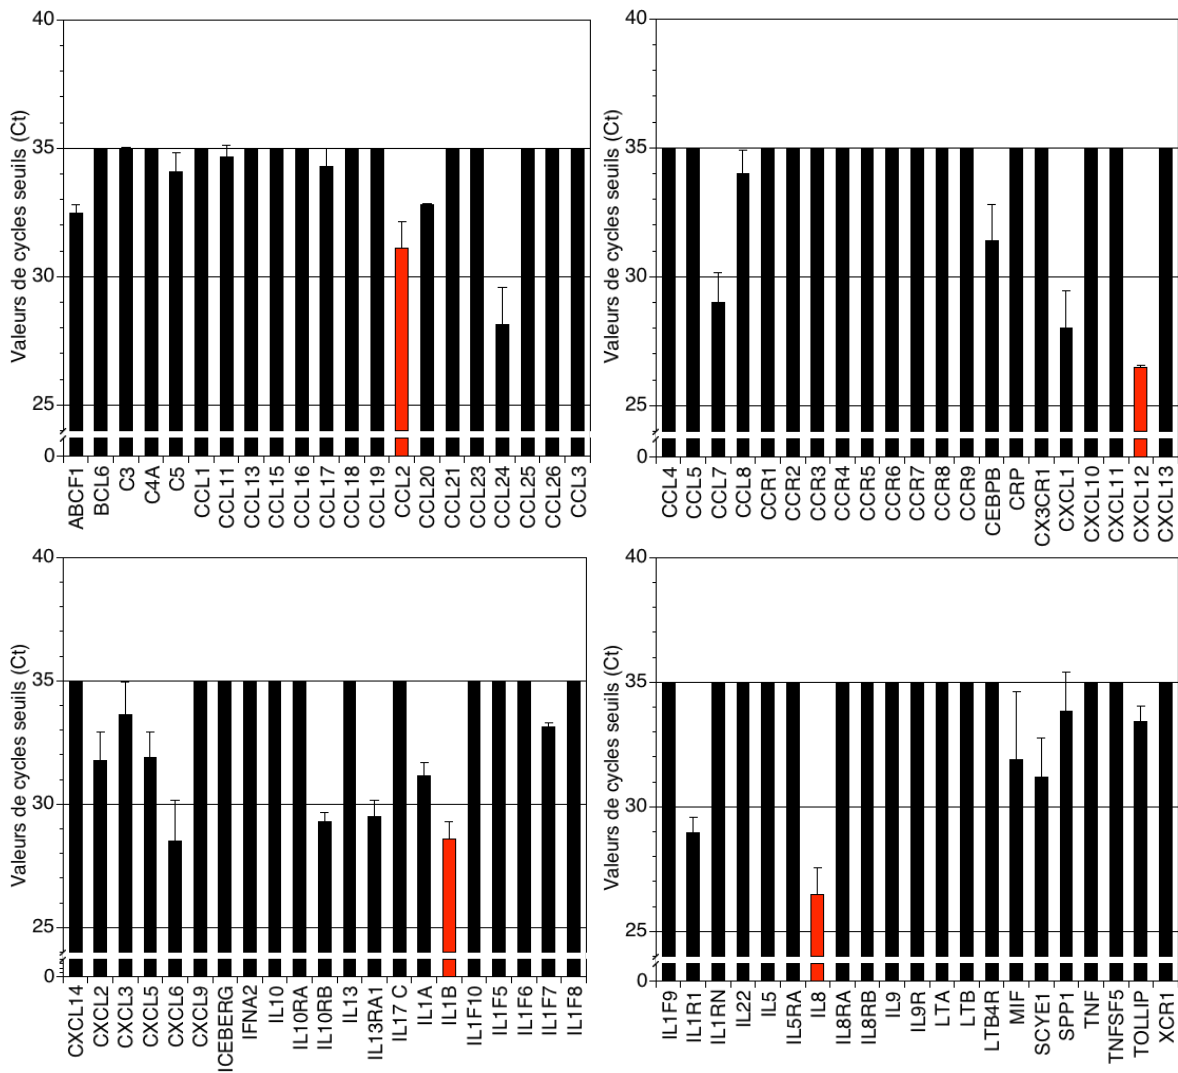 40
35
30
25
0
Valeurs de cycles seuils (Ct)
ABCF1
BCL6
C3
C4A
C5
CCL1
CCL11
CCL13
CCL15
CCL16
CCL17
CCL18
CCL19
CCL2
CCL20
CCL21
CCL23
CCL24
CCL25
CCL26
CCL3
40
35
30
25
0
Valeurs de cycles seuils (Ct)
CCL4
CCL5
CCL7
CCL8
CCR1
CCR2
CCR3
CCR4
CCR5
CCR6
CCR7
CCR8
CCR9
CEBPB
CRP
CX3CR1
CXCL1
CXCL10
CXCL11
CXCL12
CXCL13
40
35
30
25
0
Valeurs de cycles seuils (Ct)
CXCL14
CXCL2
CXCL3
CXCL5
CXCL6
CXCL9
ICEBERG
IFNA2
IL10
IL10RA
IL10RB
IL13
IL13RA1
IL17 C
IL1A
IL1B
IL1F10
IL1F5
IL1F6
IL1F7
IL1F8
40
35
30
25
0
Valeurs de cycles seuils (Ct)
IL1F9
IL1R1
IL1RN
IL22
IL5
IL5RA
IL8
IL8RA
IL8RB
IL9
IL9R
LTA
LTB
LTB4R
MIF
SCYE1
SPP1
TNF
TNFSF5
TOLLIP
XCR1